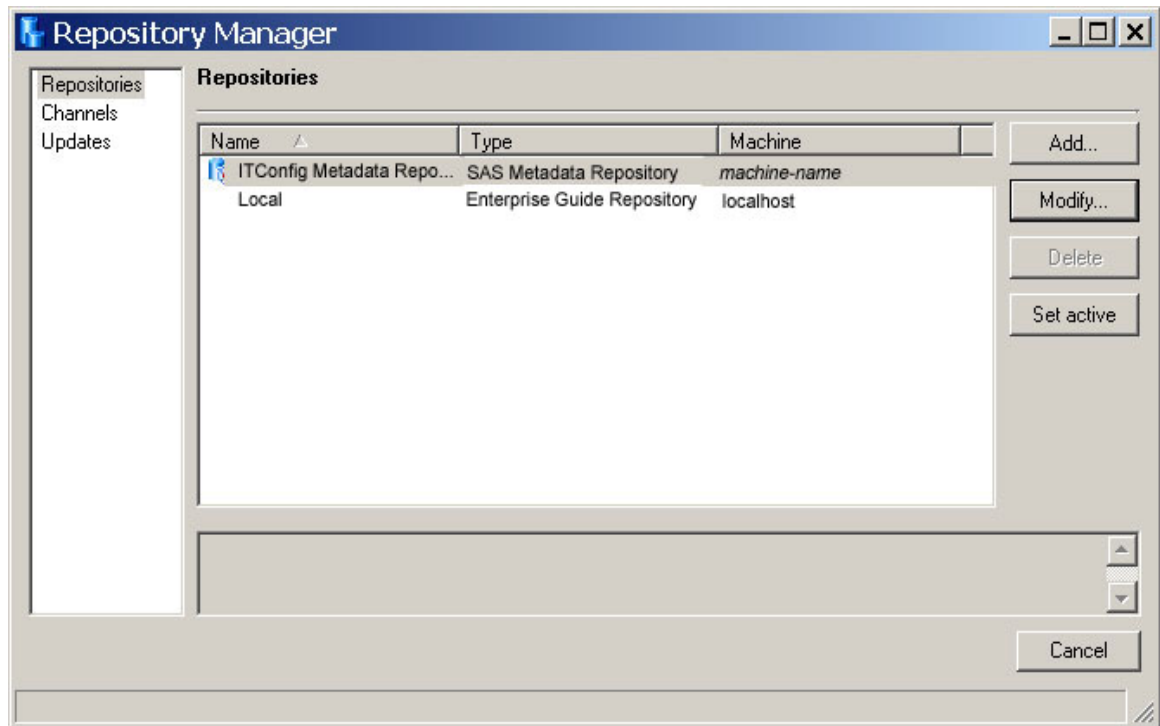 Repository Manager
Repositories
Channels
Updates
Repositories
Name Type Machine
ITConfig Metadata Repo... SAS Metadata Repository machine-name
Local Enterprise Guide Repository localhost
Add...
Modify...
Delete
Set active
Cancel